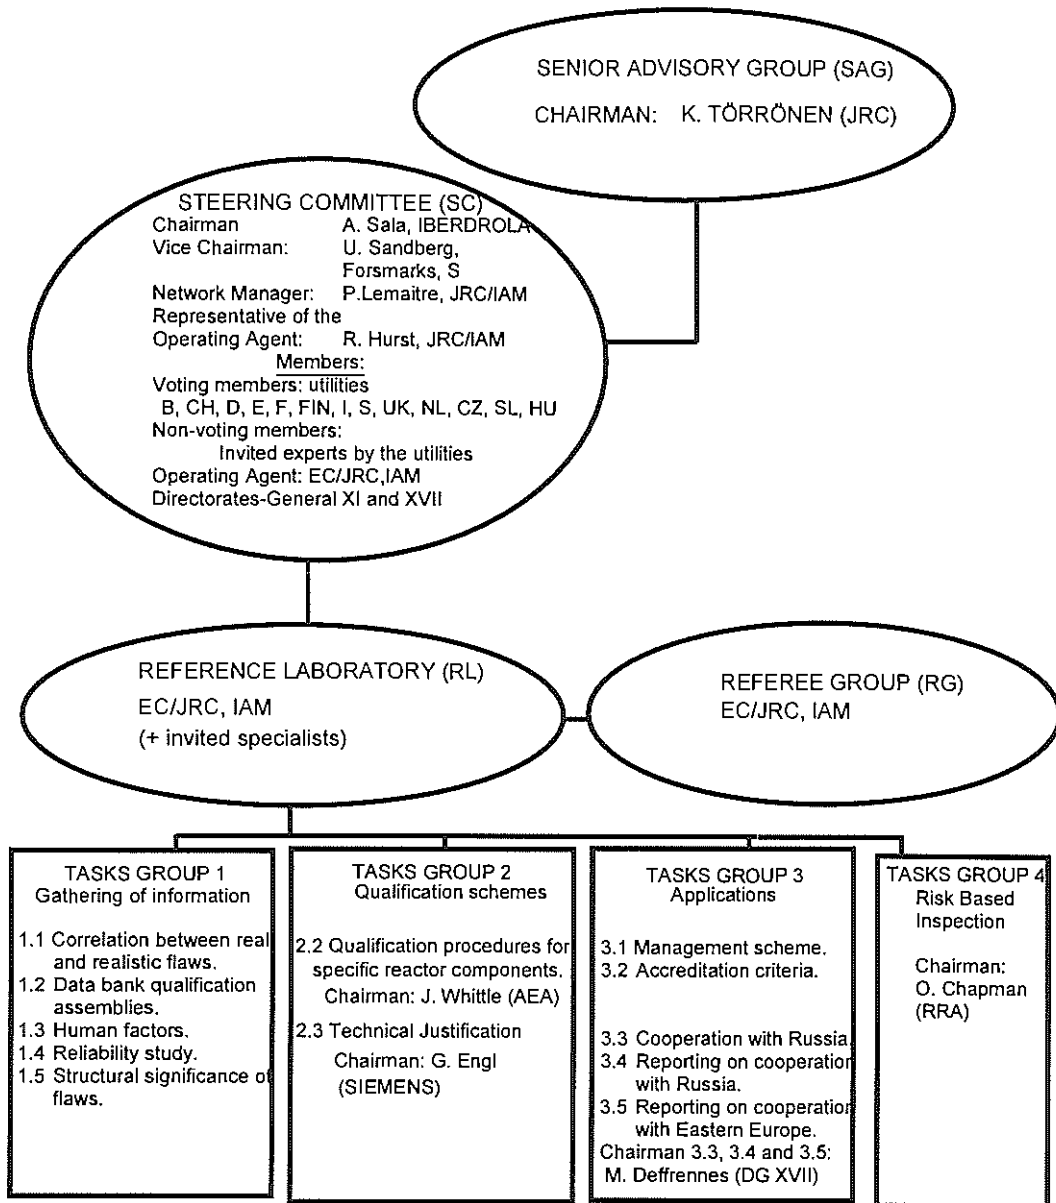 SENIOR ADVISORY GROUP (SAG)
CHAIRMAN: K. TÖRRÖNEN (JRC)
STEERING COMMITTEE (SC)
Chairman A. Sala, IBERDROLA
Vice Chairman: U. Sandberg,
Forsmarks, S
Network Manager: P.Lemaitre, JRC/IAM
Representative of the
Operating Agent: R. Hurst, JRC/IAM
Members:
Voting members: utilities
B, CH, D, E, F, FIN, I, S, UK, NL, CZ, SL, HU
Non-voting members:
Invited experts by the utilities
Operating Agent: EC/JRC,IAM
Directorates-General XI and XVII
REFERENCE LABORATORY (RL)
EC/JRC, IAM
(+ invited specialists)
REFEREE GROUP (RG)
EC/JRC, IAM
TASKS GROUP 1
Gathering of information
1.1 Correlation between real
and realistic flaws.
1.2 Data bank qualification
assemblies.
1.3 Human factors.
1.4 Reliability study.
1.5 Structural significance of
flaws.
TASKS GROUP 2
Qualification schemes
2.2 Qualification procedures for
specific reactor components.
Chairman: J. Whittle (AEA)
2.3 Technical Justification
Chairman: G. Engl
(SIEMENS)
TASKS GROUP 3
Applications
3.1 Management scheme.
3.2 Accreditation criteria.
3.3 Cooperation with Russia.
3.4 Reporting on cooperation
with Russia.
3.5 Reporting on cooperation
with Eastern Europe.
Chairman 3.3, 3.4 and 3.5:
M. Deffrennes (DG XVII)
TASKS GROUP 4
Risk Based
Inspection
Chairman:
O. Chapman
(RRA)